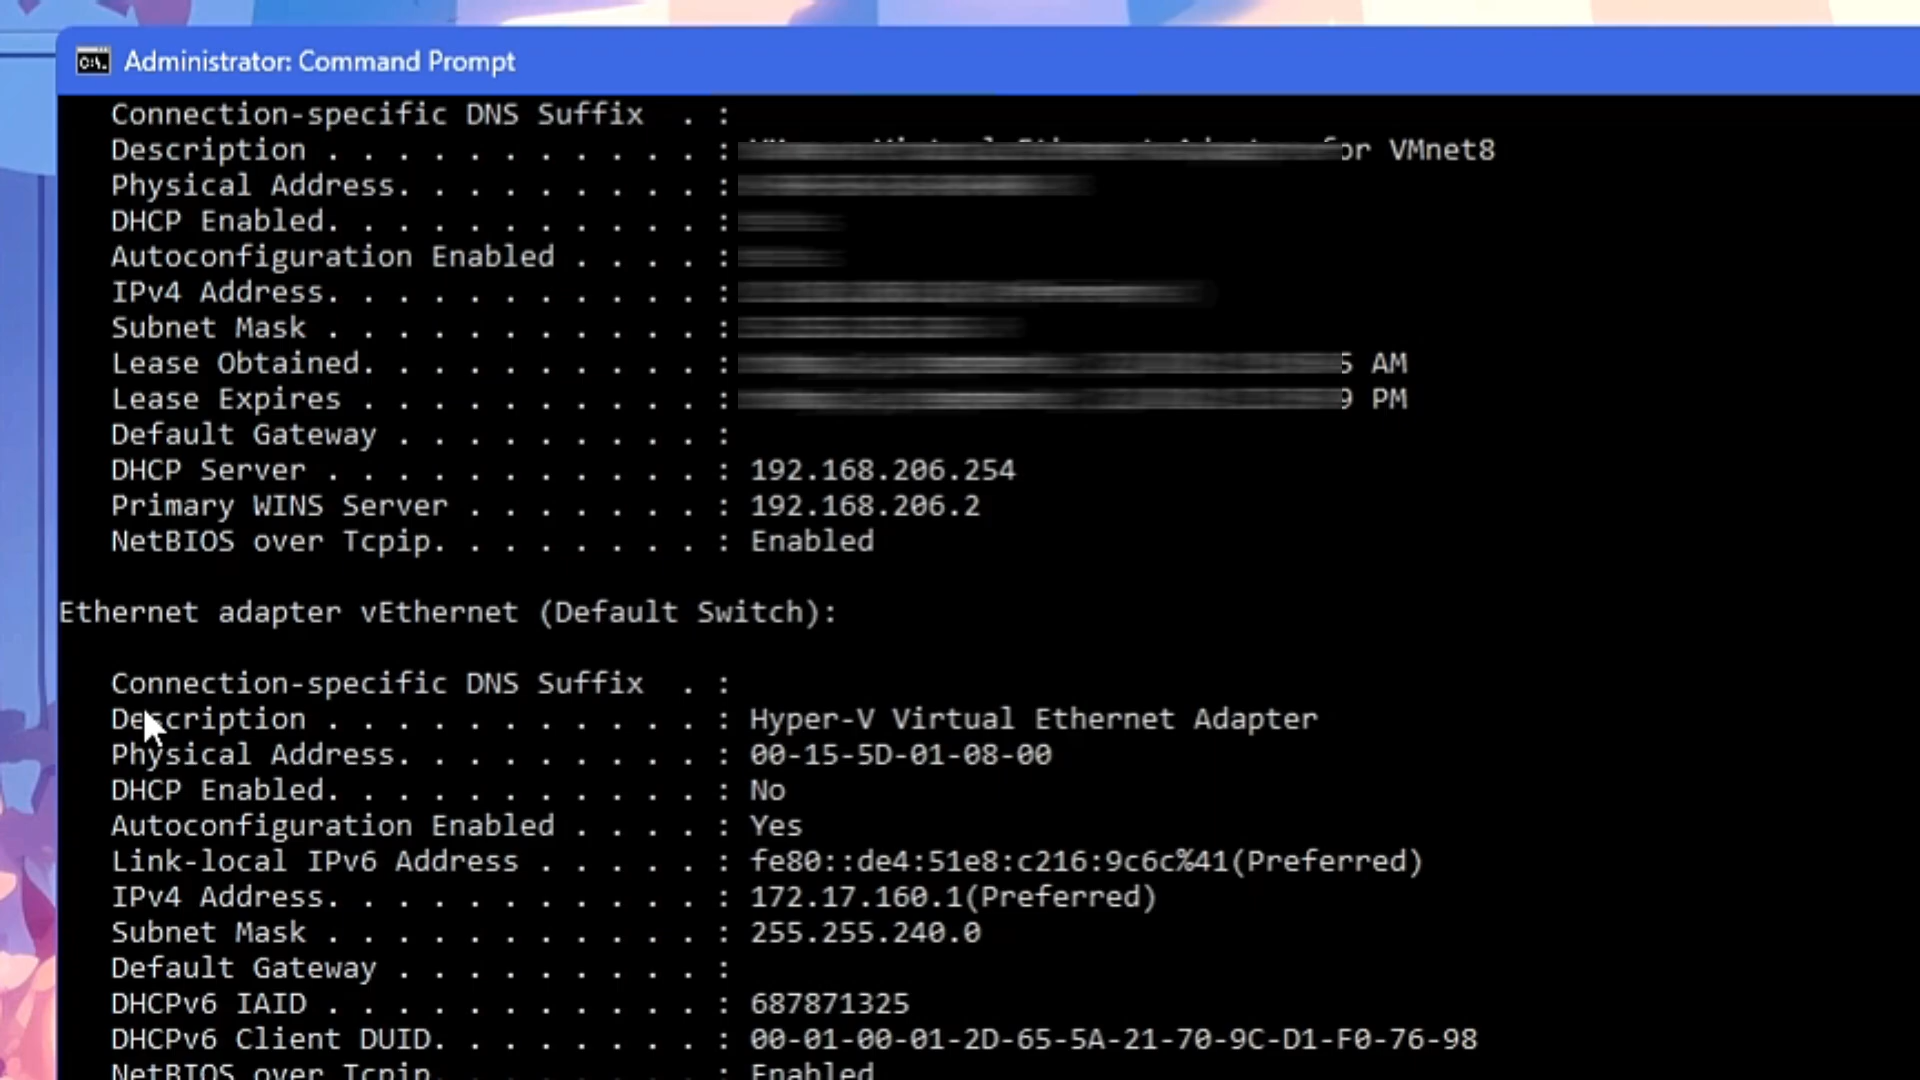 Administrator: Command Prompt
Connection-specific DNS Suffix  . :
Description . . . . . . . . . . . : for VMnet8
Physical Address. . . . . . . . . :
DHCP Enabled. . . . . . . . . . . :
Autoconfiguration Enabled . . . . :
IPv4 Address. . . . . . . . . . . :
Subnet Mask . . . . . . . . . . . :
Lease Obtained. . . . . . . . . . : AM
Lease Expires . . . . . . . . . . : PM
Default Gateway . . . . . . . . . :
DHCP Server . . . . . . . . . . . : 192.168.206.254
Primary WINS Server . . . . . . . : 192.168.206.2
NetBIOS over Tcpip. . . . . . . . : Enabled
Ethernet adapter vEthernet (Default Switch):
Connection-specific DNS Suffix  . :
Description . . . . . . . . . . . : Hyper-V Virtual Ethernet Adapter
Physical Address. . . . . . . . . : 00-15-5D-01-08-00
DHCP Enabled. . . . . . . . . . . : No
Autoconfiguration Enabled . . . . : Yes
Link-local IPv6 Address . . . . . : fe80::de4:51e8:c216:9c6c%41(Preferred)
IPv4 Address. . . . . . . . . . . : 172.17.160.1(Preferred)
Subnet Mask . . . . . . . . . . . : 255.255.240.0
Default Gateway . . . . . . . . . :
DHCPv6 IAID . . . . . . . . . . . : 687871325
DHCPv6 Client DUID. . . . . . . . : 00-01-00-01-2D-65-5A-21-70-9C-D1-F0-76-98
NetBIOS over Tcpip. . . . . . . . : Enabled